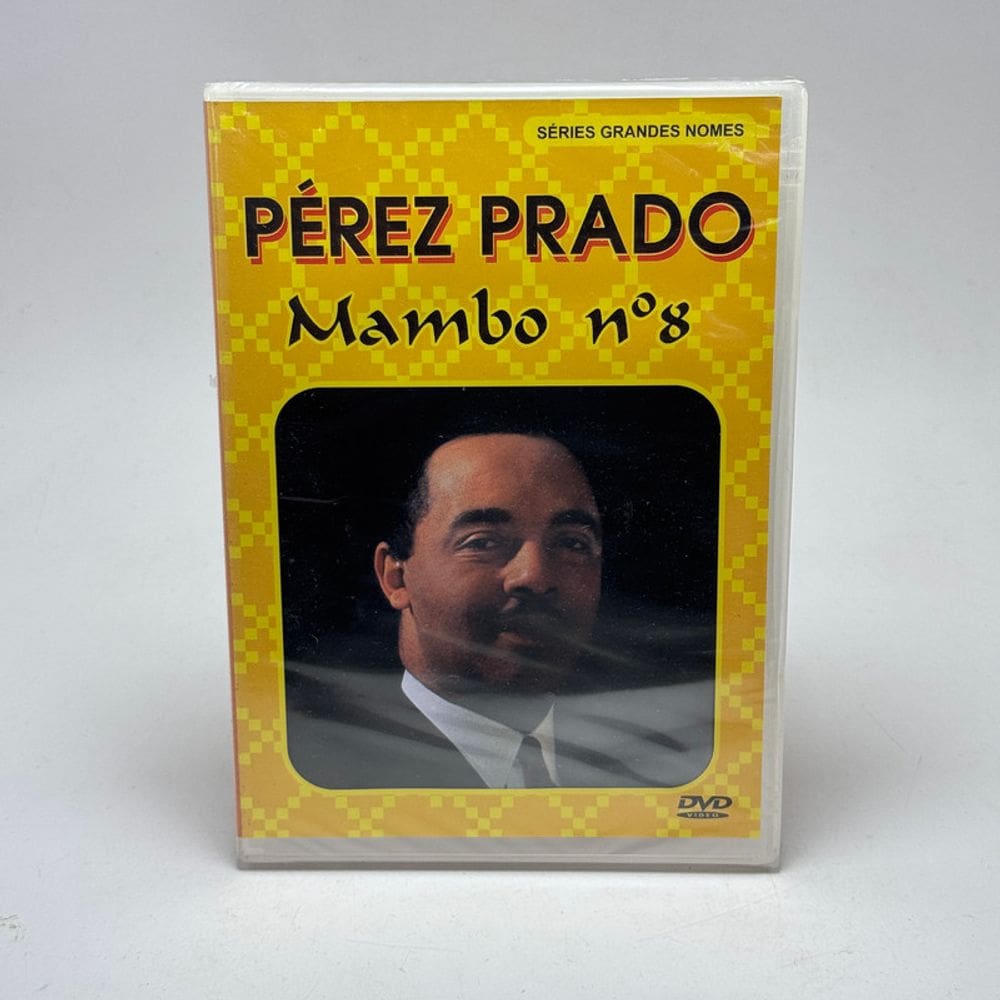 SÉRIES GRANDES NOMES
PÉREZ PRADO
Mambo nº8
DVD
VIDEO